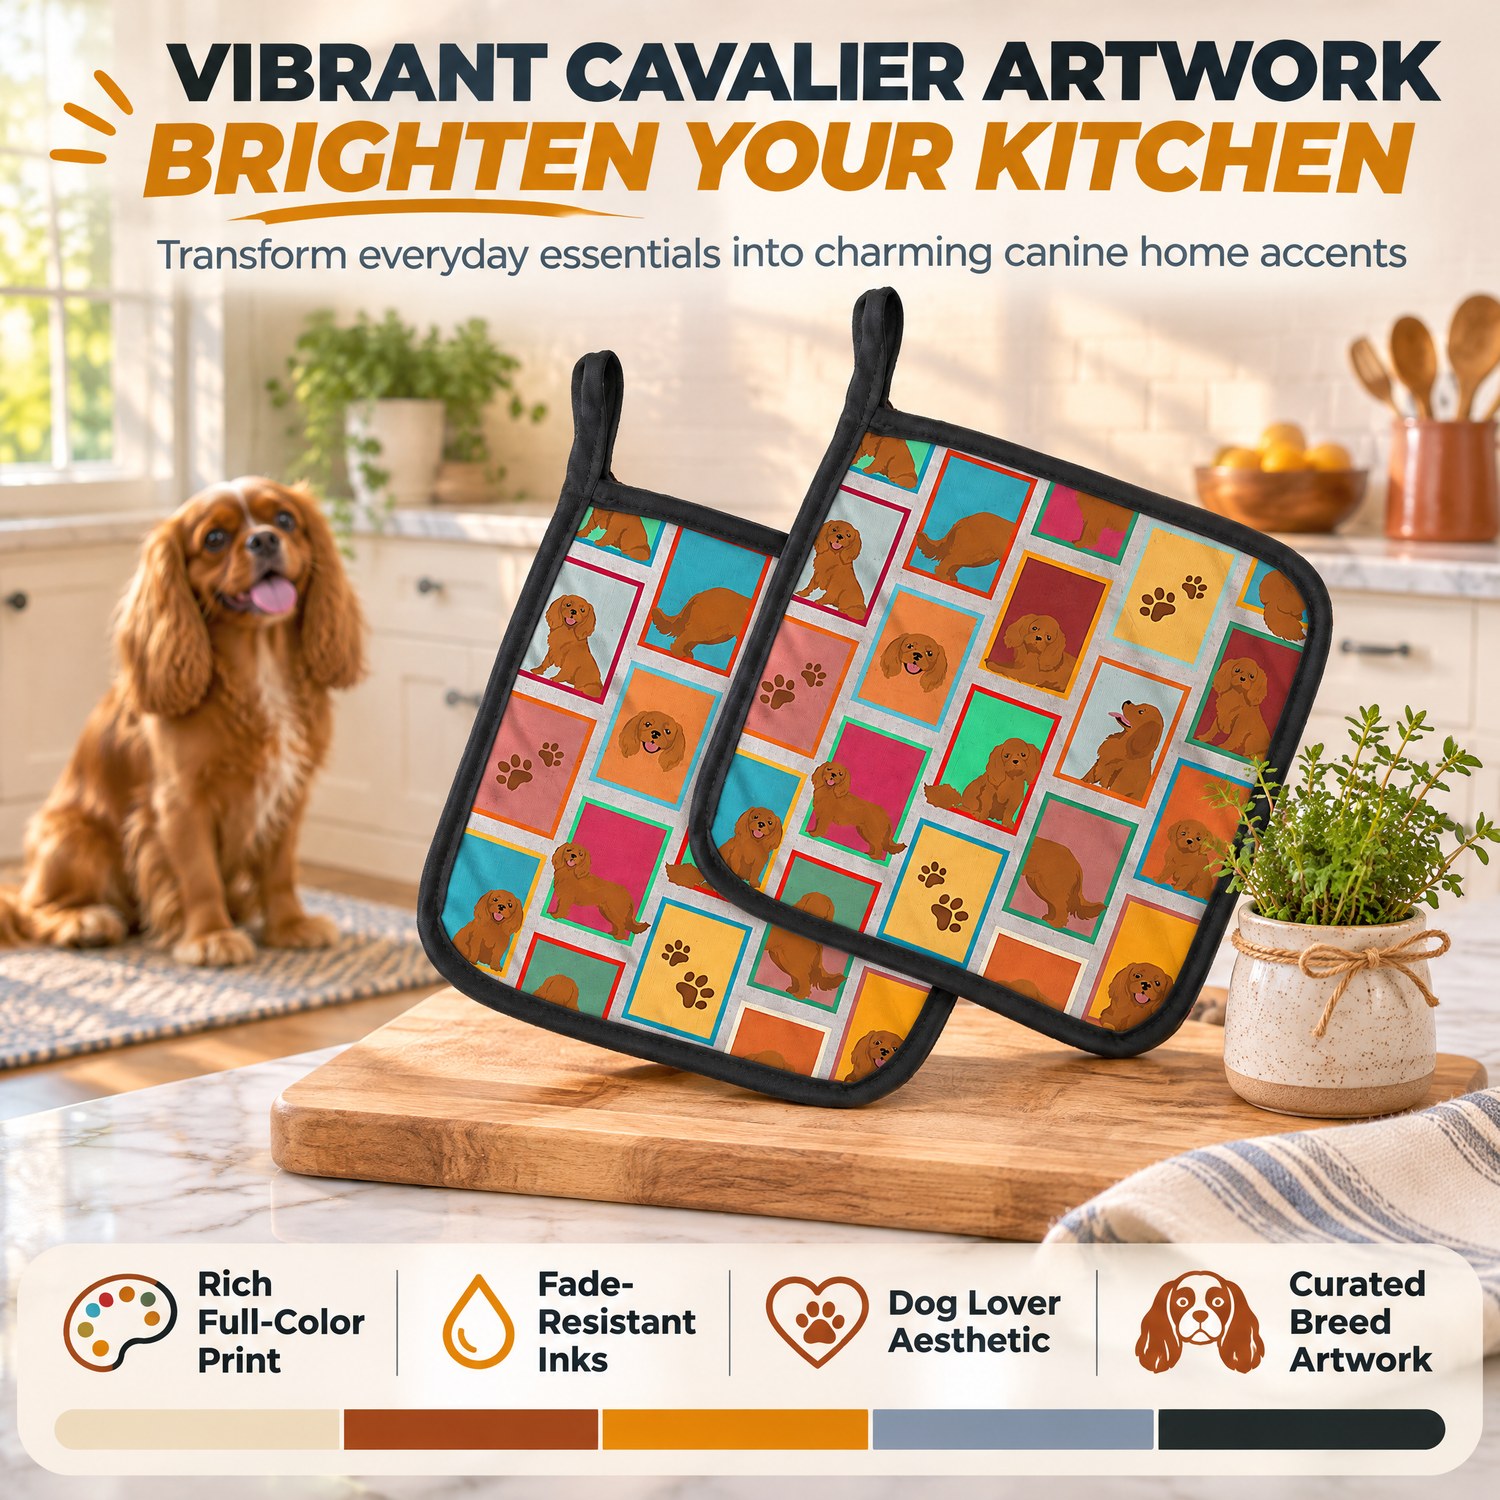 VIBRANT CAVALIER ARTWORK
BRIGHTEN YOUR KITCHEN
Transform everyday essentials into charming canine home accents
Rich
Full-Color
Print
Fade-
Resistant
Inks
Dog Lover
Aesthetic
Curated
Breed
Artwork